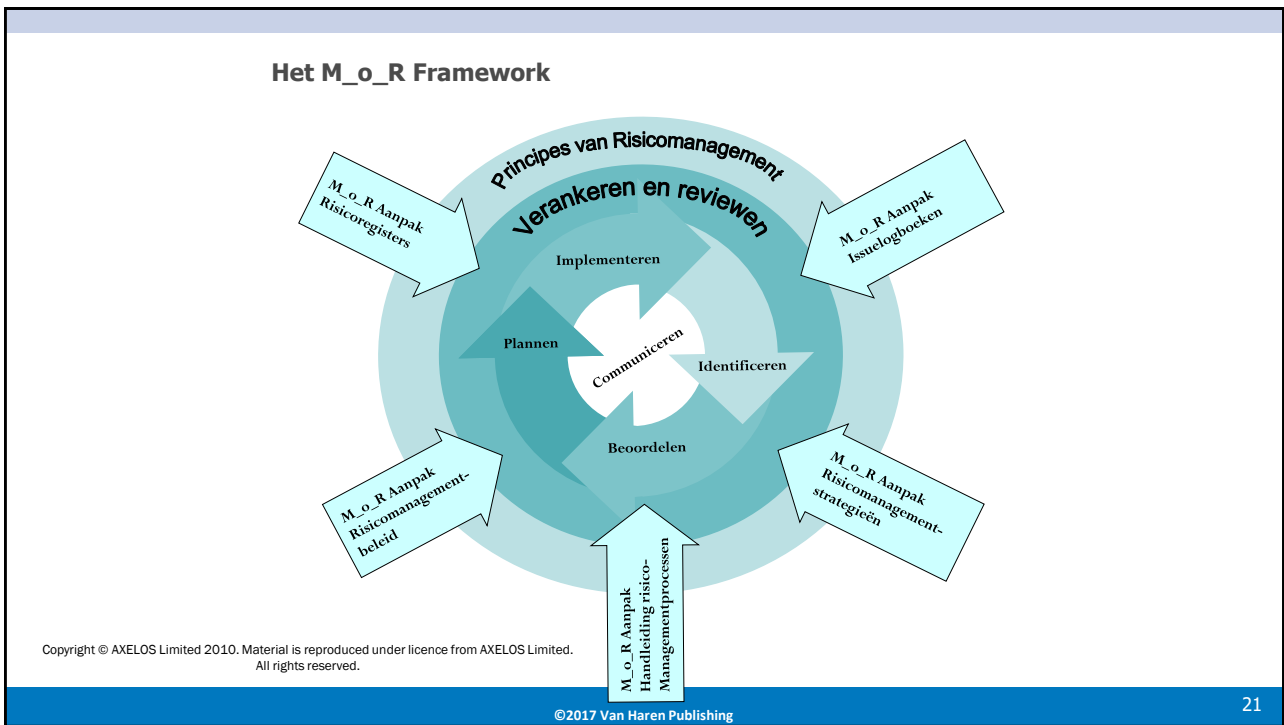 Het M_o_R Framework
Principes van Risicomanagement
Verankeren en reviewen
M_o_R Aanpak
Risicoregisters
M_o_R Aanpak
Issuelogboeken
Implementeren
Plannen
Communiceren
Identificeren
Beoordelen
M_o_R Aanpak
Risicomanagement-
beleid
M_o_R Aanpak
Risicomanagement-
strategieën
M_o_R Aanpak
Handleiding risico-
Managementprocessen
Copyright © AXELOS Limited 2010. Material is reproduced under licence from AXELOS Limited.
All rights reserved.
©2017 Van Haren Publishing
21